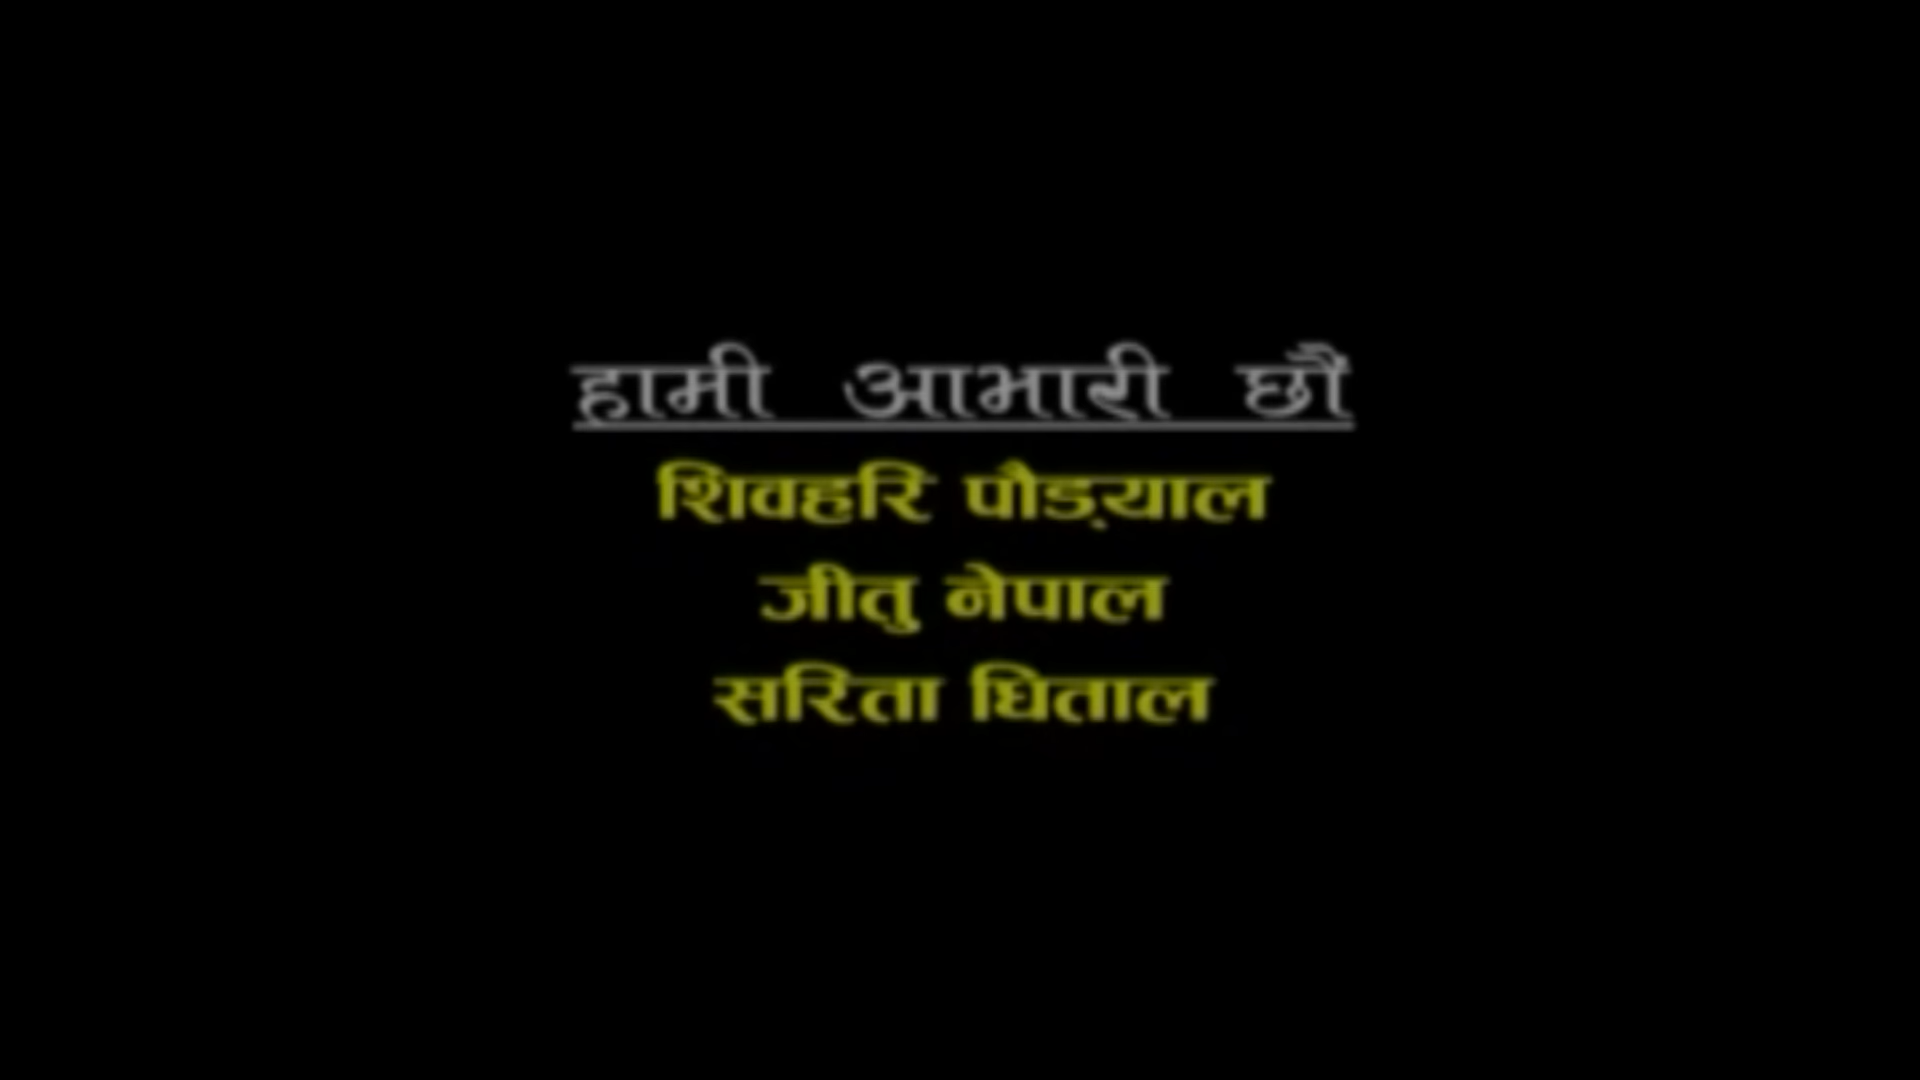 हामी आभारी छौं
शिवहरि पौड्याल
जीतु नेपाल
सरिता घिताल